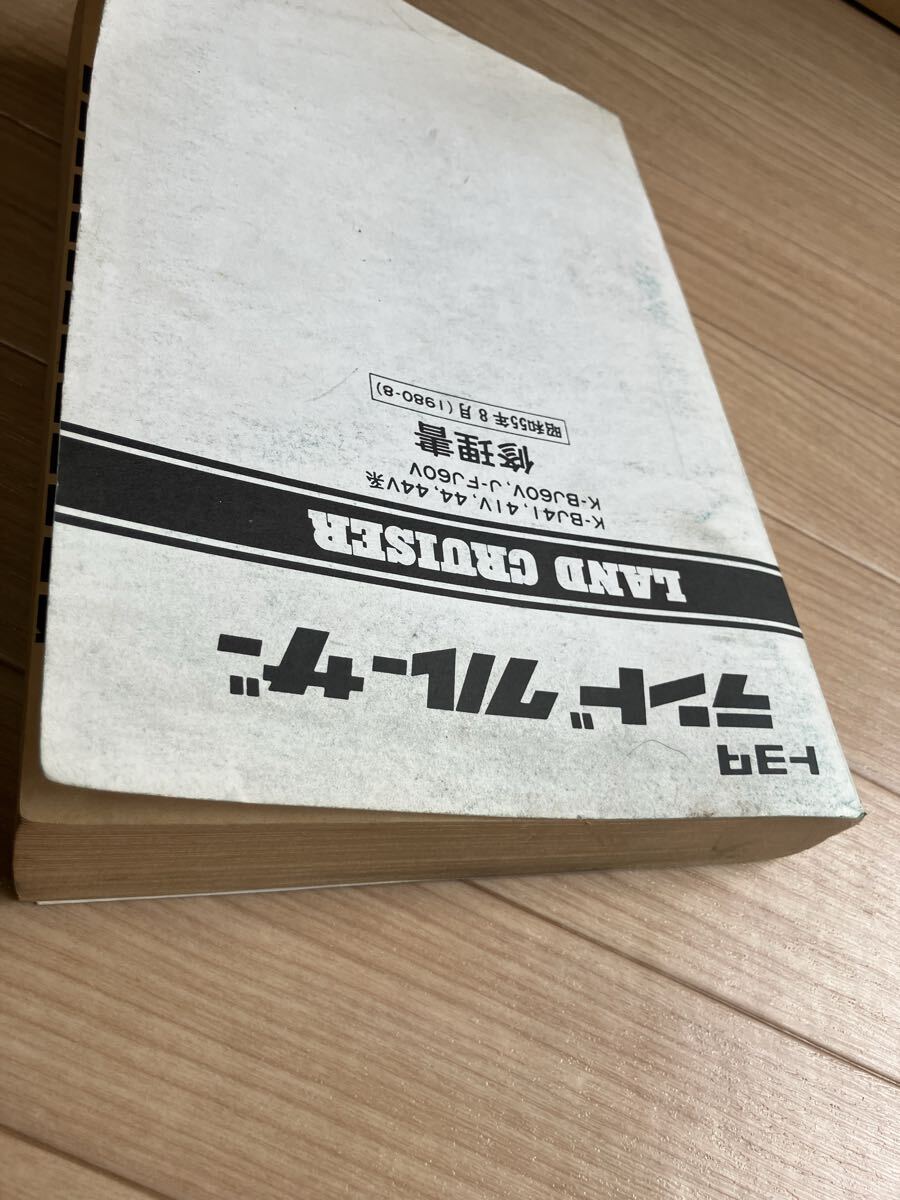 トヨタ
ランドクルーザー
LAND CRUISER
K-BJ41,41V,44,44V系
K-BJ60V,J-FJ60V
修理書
昭和55年8月(1980-8)